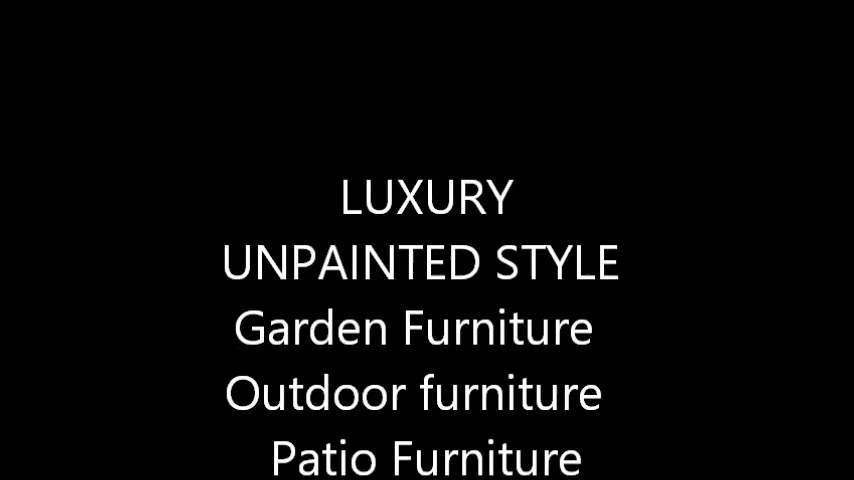 LUXURY
UNPAINTED STYLE
Garden Furniture
Outdoor furniture
Patio Furniture